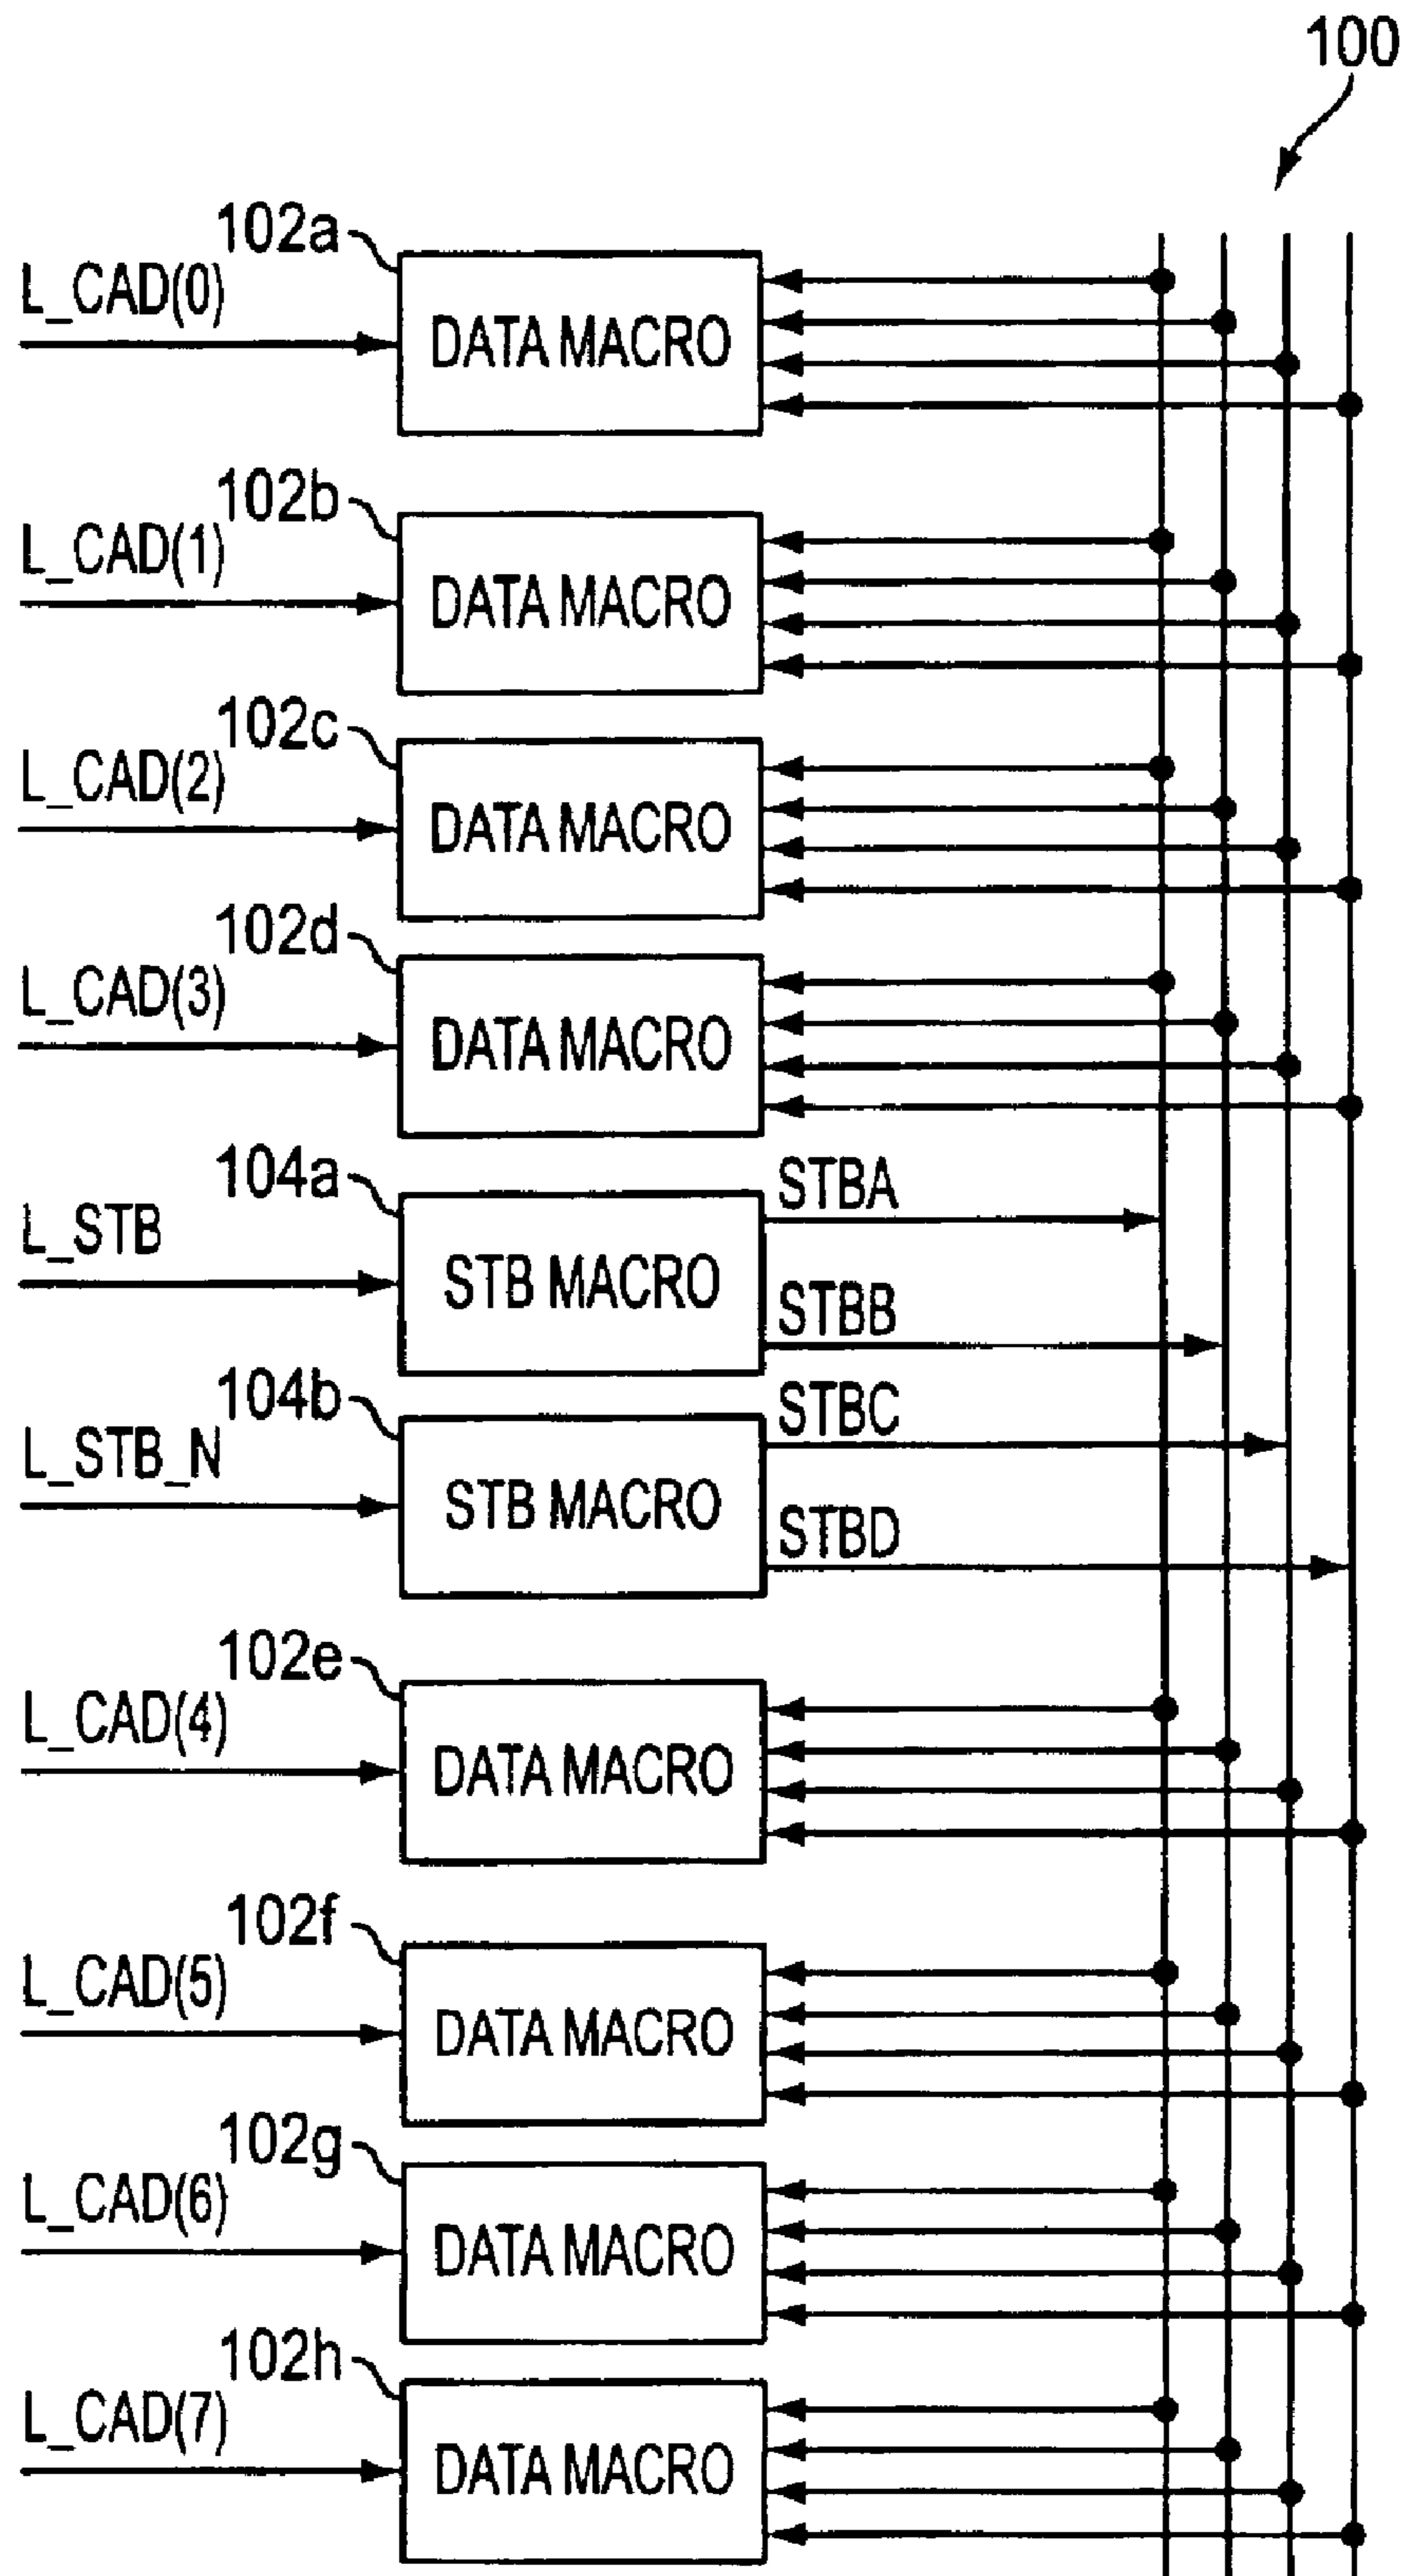 100
102a
L_CAD(0)
DATA MACRO
102b
L_CAD(1)
DATA MACRO
102c
L_CAD(2)
DATA MACRO
102d
L_CAD(3)
DATA MACRO
104a
L_STB
STB MACRO
STBA
STBB
104b
L_STB_N
STB MACRO
STBC
STBD
102e
L_CAD(4)
DATA MACRO
102f
L_CAD(5)
DATA MACRO
102g
L_CAD(6)
DATA MACRO
102h
L_CAD(7)
DATA MACRO